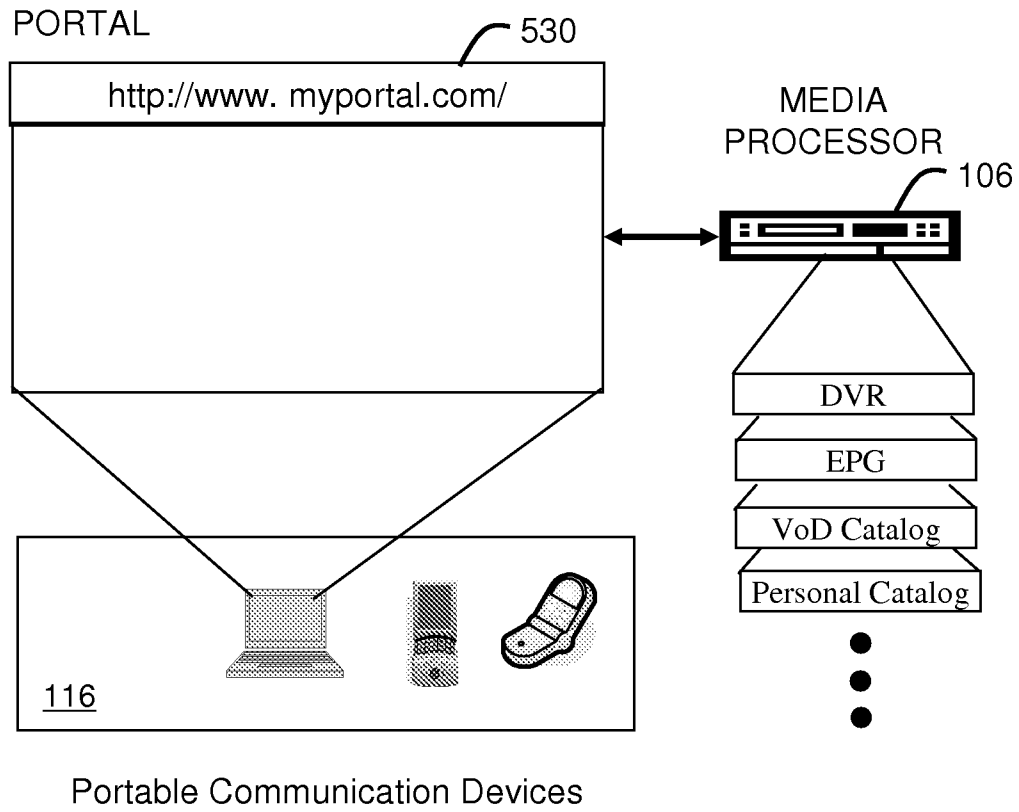 PORTAL
530
http://www. myportal.com/
MEDIA
PROCESSOR
106
DVR
EPG
VoD Catalog
Personal Catalog
116
Portable Communication Devices